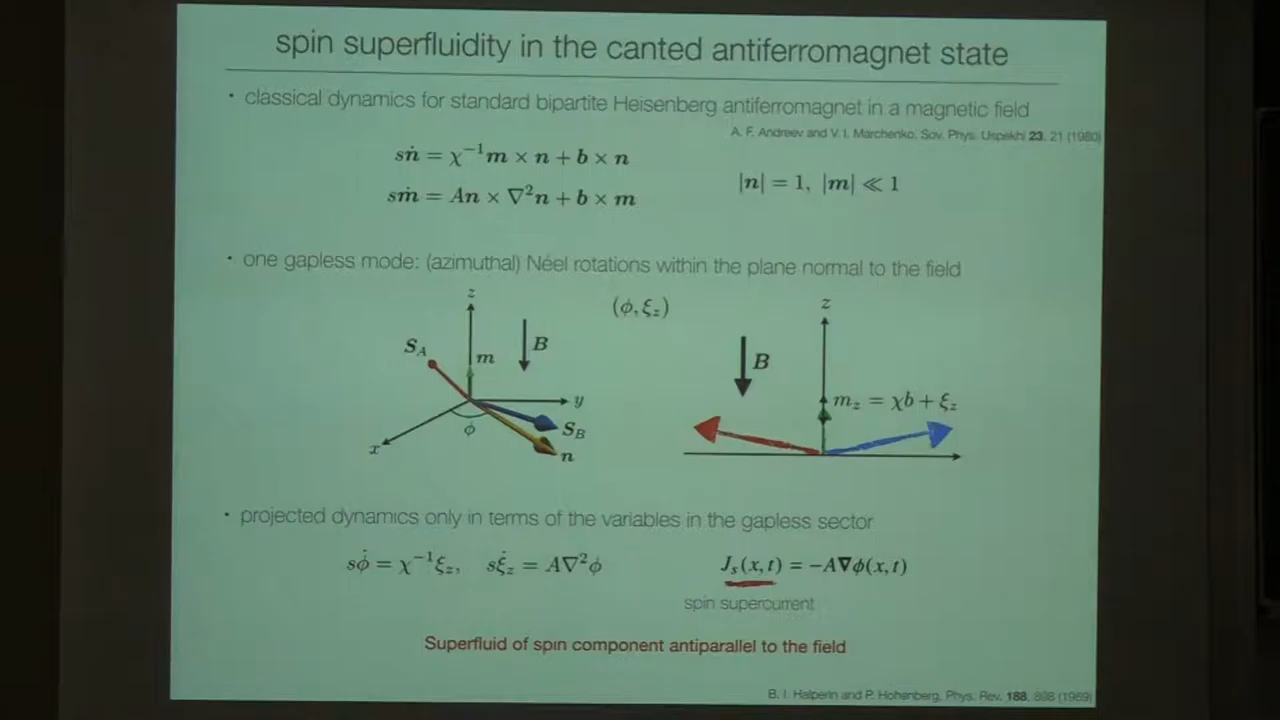 spin superfluidity in the canted antiferromagnet state
· classical dynamics for standard bipartite Heisenberg antiferromagnet in a magnetic field
A. F. Andreev and V. I. Marchenko, Sov. Phys. Uspekhi 23, 21 (1980)
sṅ = χ⁻¹m × n + b × n
|n| = 1, |m| ≪ 1
sṁ = An × ∇²n + b × m
· one gapless mode: (azimuthal) Néel rotations within the plane normal to the field
z
(ϕ, ξz)
z
S_A
m
B
B
y
m_z = χb + ξ_z
ϕ
S_B
x
n
· projected dynamics only in terms of the variables in the gapless sector
sϕ̇ = χ⁻¹ξ_z, sξ̇_z = A∇²ϕ
J_s(x, t) = −A∇ϕ(x, t)
spin supercurrent
Superfluid of spin component antiparallel to the field
B. I. Halperin and P. Hohenberg, Phys. Rev. 188, 898 (1969)